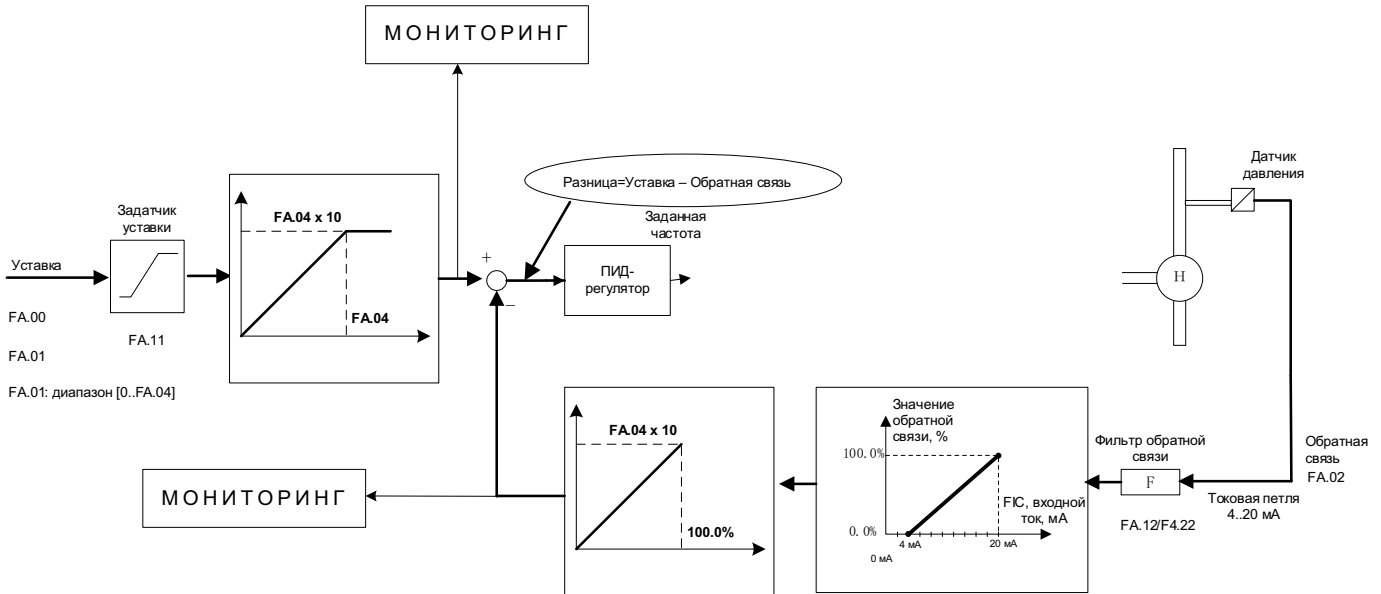 МОНИТОРИНГ
Разница=Уставка – Обратная связь
Датчик
давления
Задатчик
уставки
FA.04 x 10
Заданная
частота
+
Уставка
ПИД-
регулятор
Н
–
FA.00
FA.04
FA.11
FA.01
FA.01: диапазон [0..FA.04]
Значение
обратной
связи, %
FA.04 x 10
Фильтр обратной
связи
Обратная
связь
FA.02
100.0%
F
МОНИТОРИНГ
FIC, входной
ток, мА
Токовая петля
4..20 мА
100.0%
0.0%
4 мА
20 мА
0 мА
FA.12/F4.22